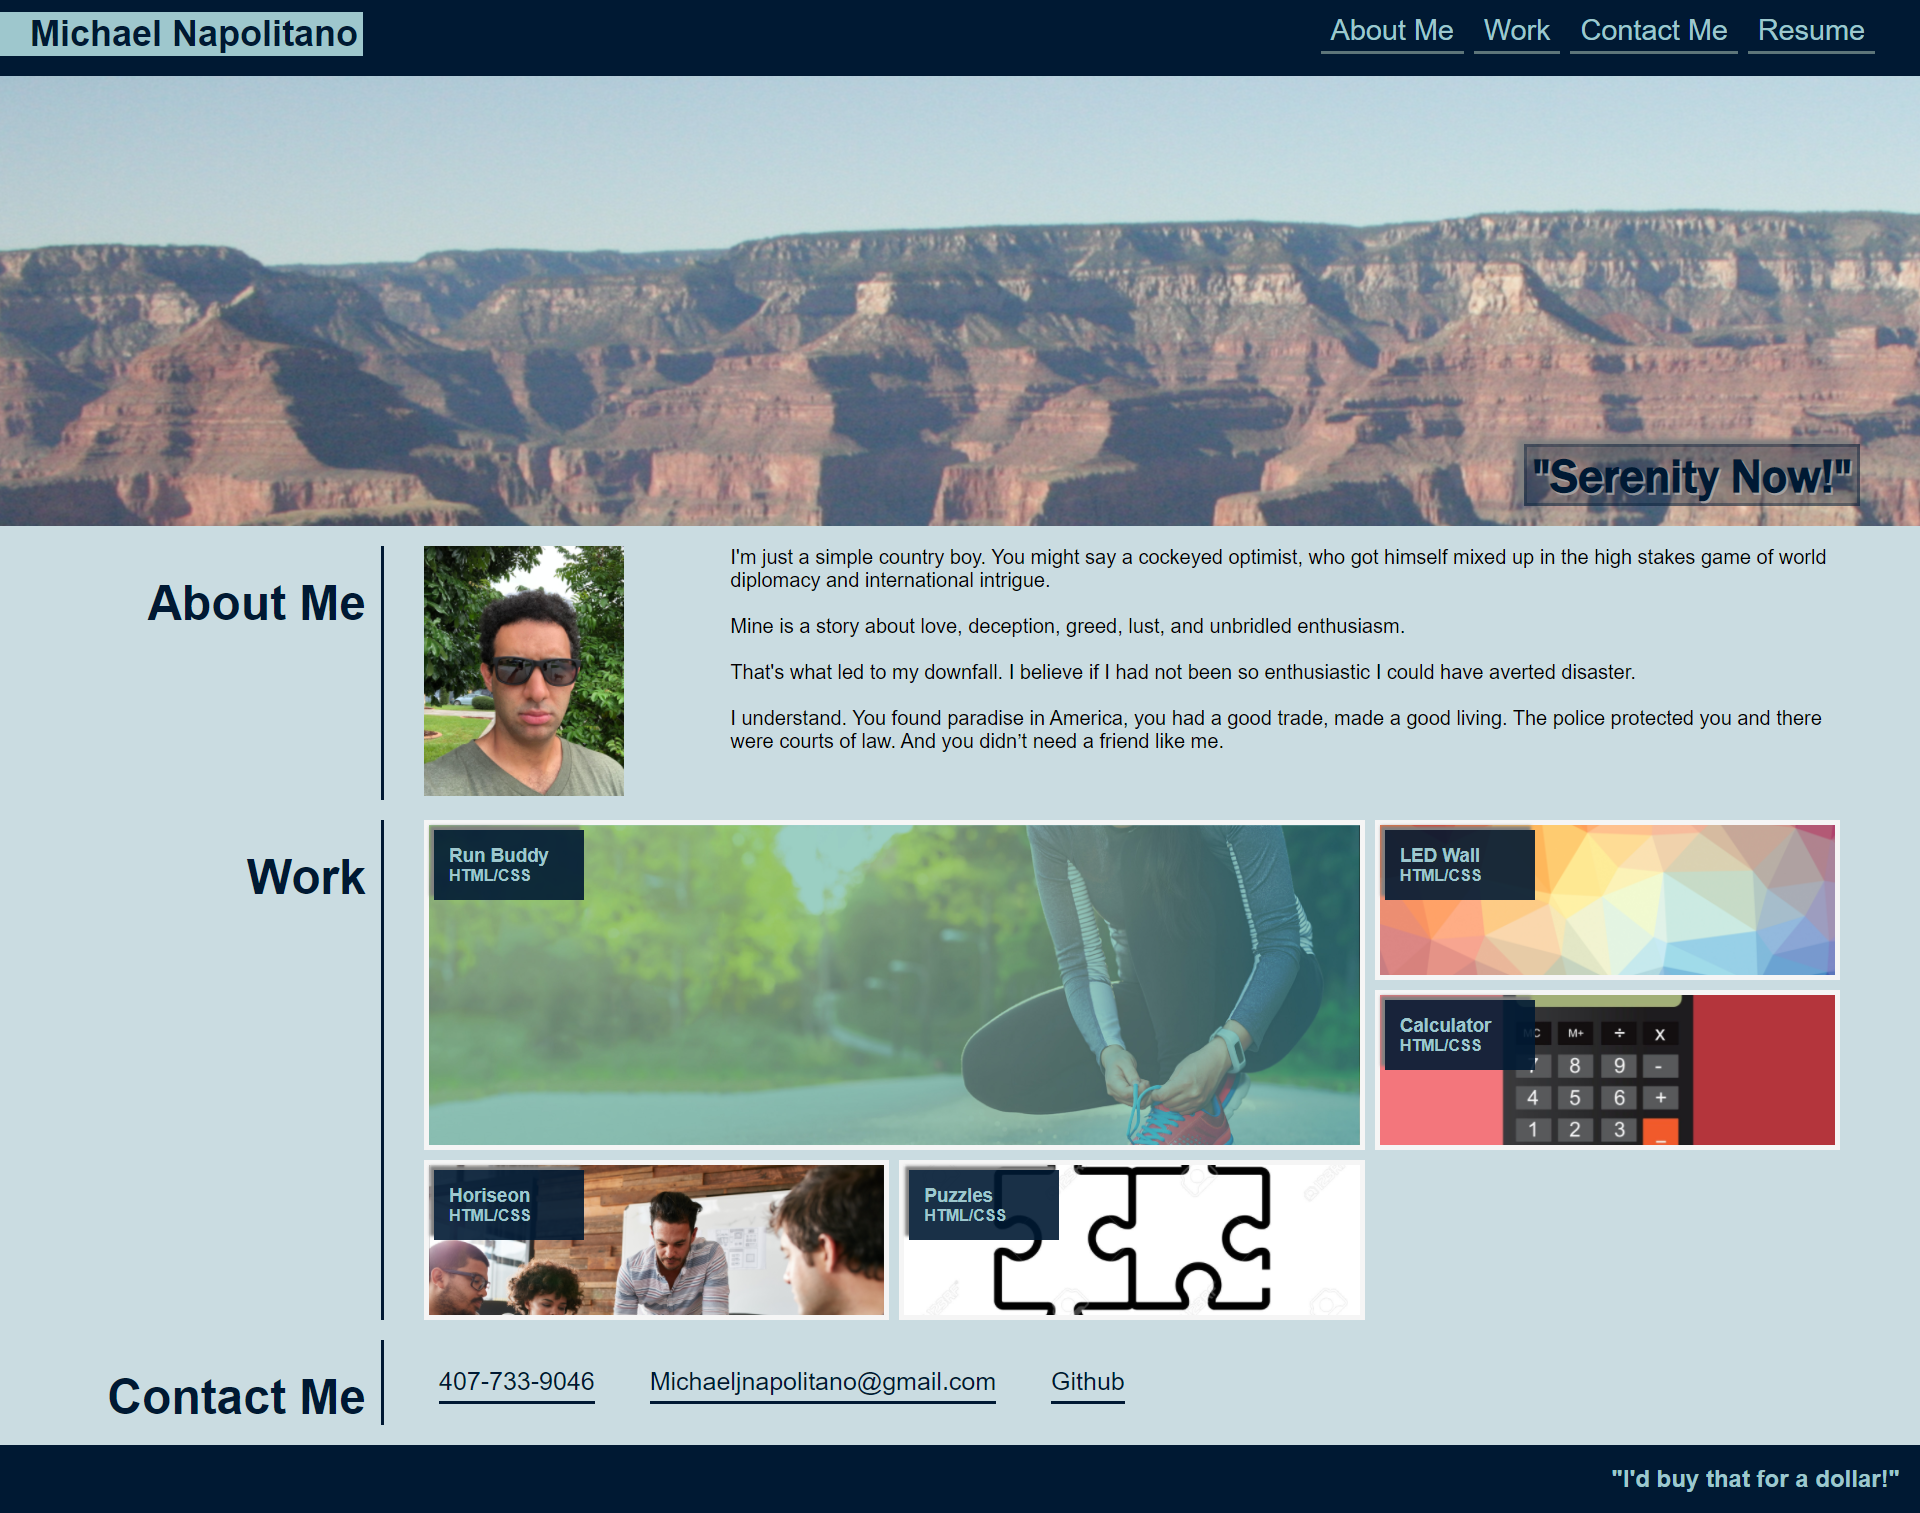 Michael Napolitano
About Me Work Contact Me Resume
"Serenity Now!"
About Me
I'm just a simple country boy. You might say a cockeyed optimist, who got himself mixed up in the high stakes game of world
diplomacy and international intrigue.
Mine is a story about love, deception, greed, lust, and unbridled enthusiasm.
That's what led to my downfall. I believe if I had not been so enthusiastic I could have averted disaster.
I understand. You found paradise in America, you had a good trade, made a good living. The police protected you and there
were courts of law. And you didn’t need a friend like me.
Work
Run Buddy
HTML/CSS
LED Wall
HTML/CSS
Calculator
HTML/CSS
MC M+ ÷ x
7 8 9 -
4 5 6 +
1 2 3
Horiseon
HTML/CSS
Puzzles
HTML/CSS
Contact Me
407-733-9046 Michaeljnapolitano@gmail.com Github
"I'd buy that for a dollar!"